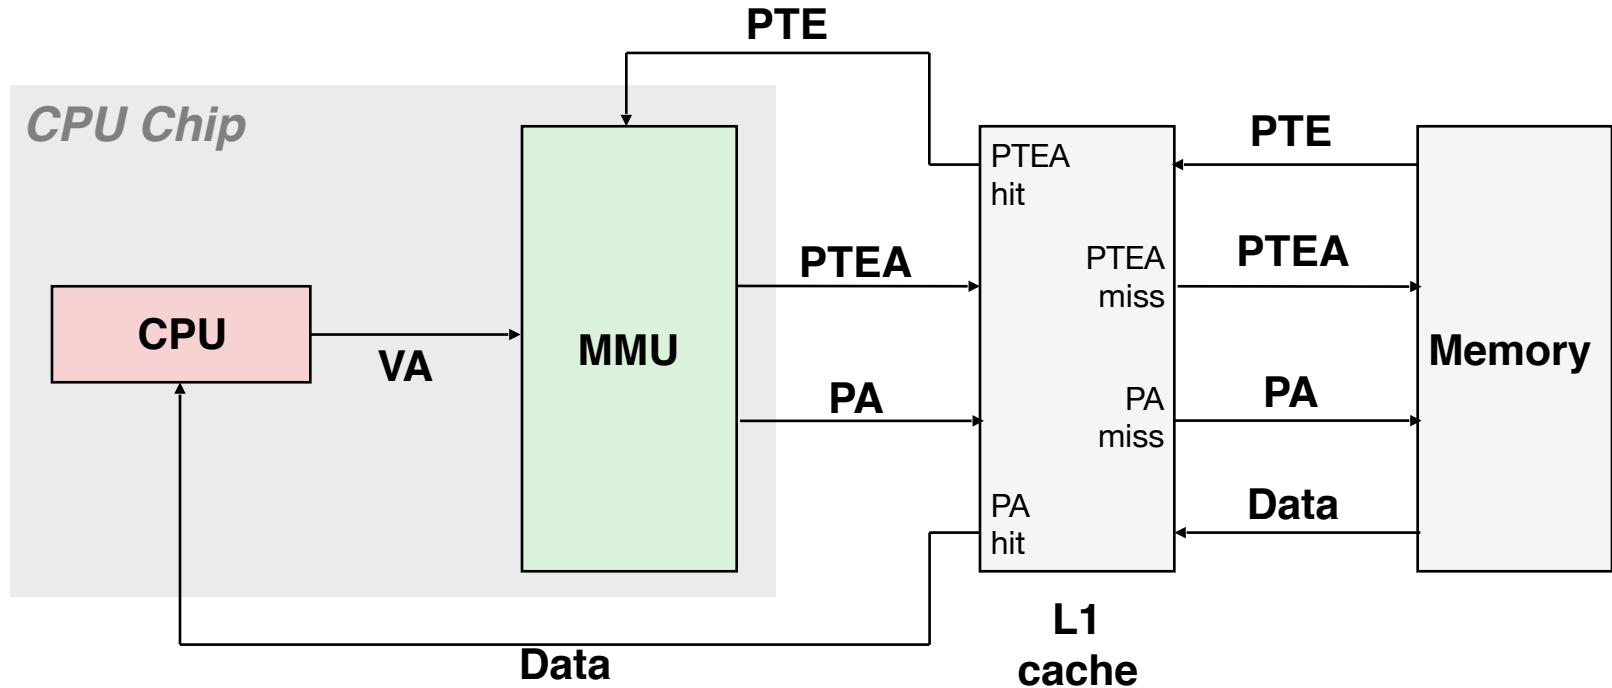 PTE
CPU Chip
PTEA
hit
PTE
PTEA
PTEA
miss
PTEA
CPU
VA
MMU
Memory
PA
PA
miss
PA
PA
hit
Data
Data
L1
cache